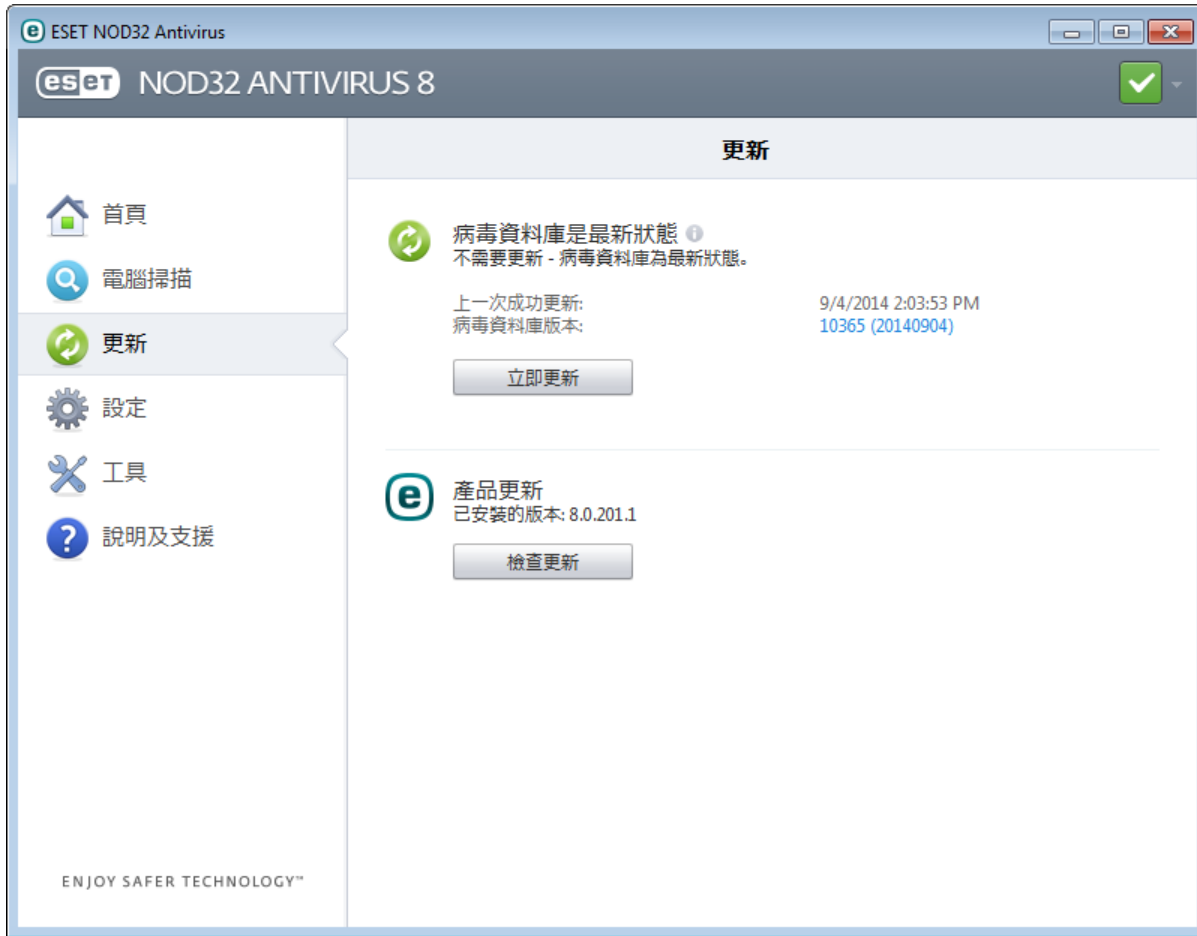 ESET NOD32 Antivirus
eset NOD32 ANTIVIRUS 8
更新
首頁
電腦掃描
更新
設定
工具
說明及支援
病毒資料庫是最新狀態
不需要更新 - 病毒資料庫為最新狀態。
上一次成功更新: 9/4/2014 2:03:53 PM
病毒資料庫版本: 10365 (20140904)
立即更新
產品更新
已安裝的版本: 8.0.201.1
檢查更新
ENJOY SAFER TECHNOLOGY™